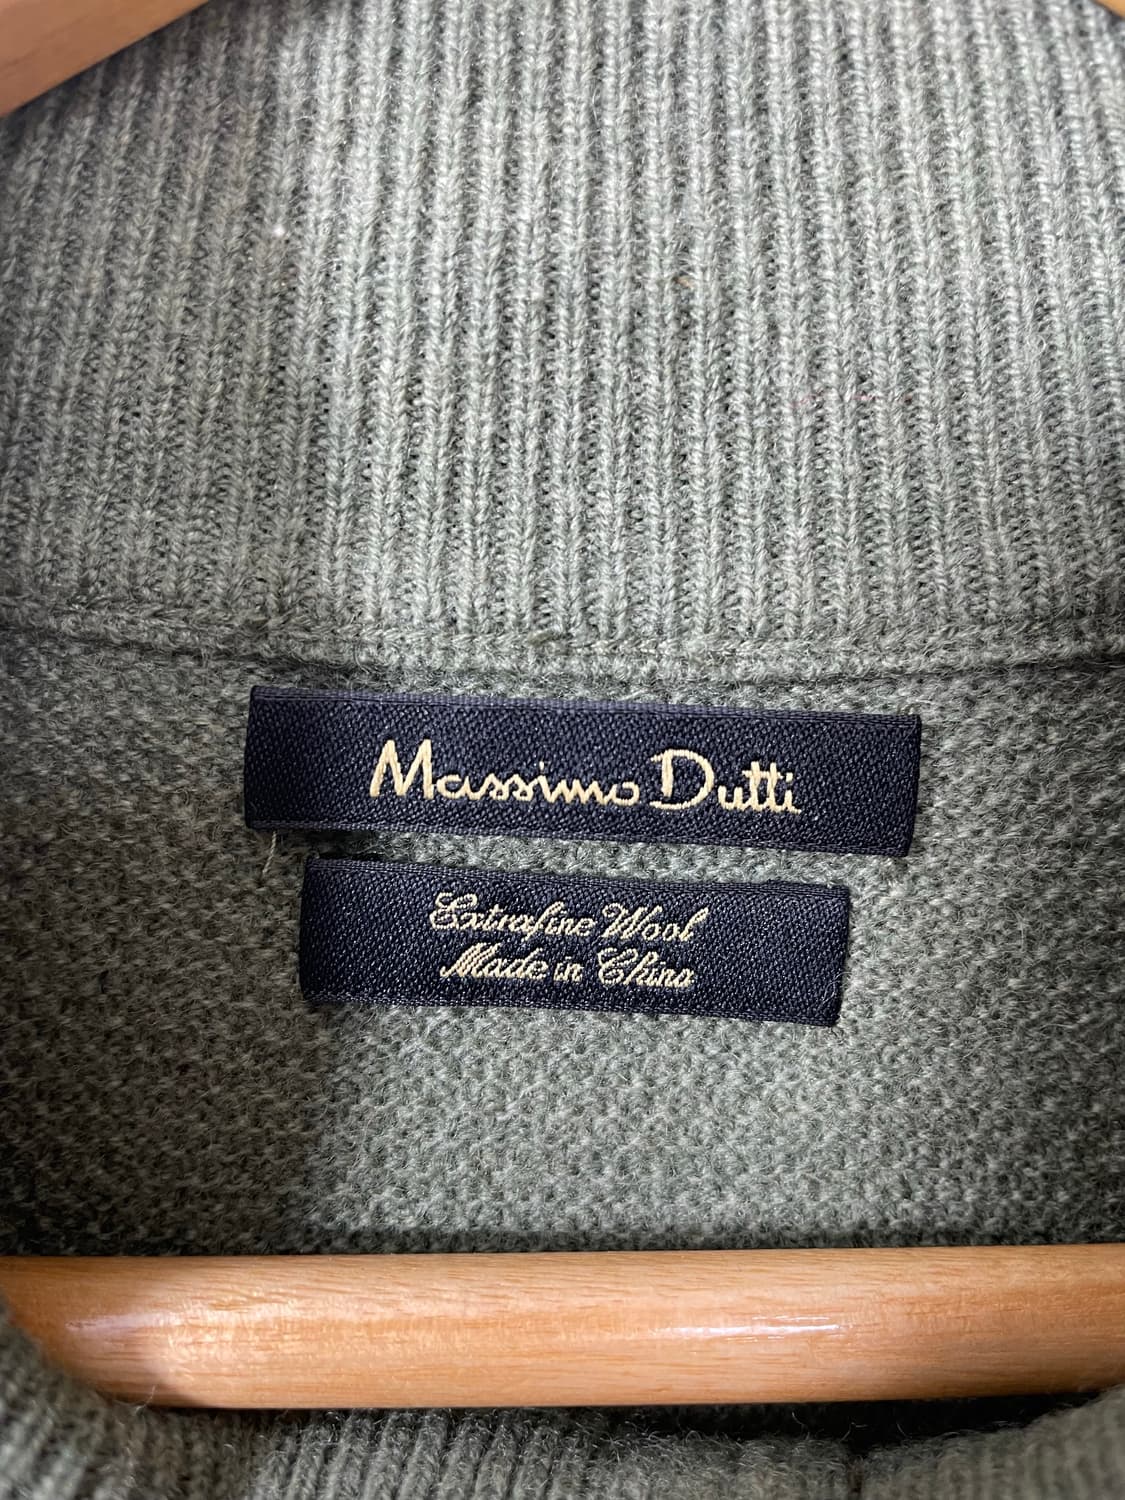 Massimo Dutti
Extrafine Wool
Made in China